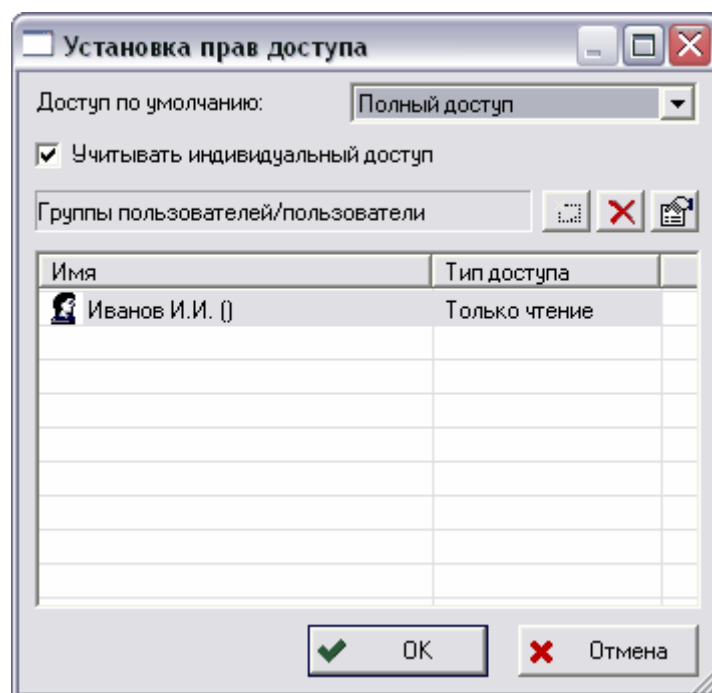 Установка прав доступа
Доступ по умолчанию: Полный доступ
Учитывать индивидуальный доступ
Группы пользователей/пользователи
Имя Тип доступа
Иванов И.И. () Только чтение
OK Отмена